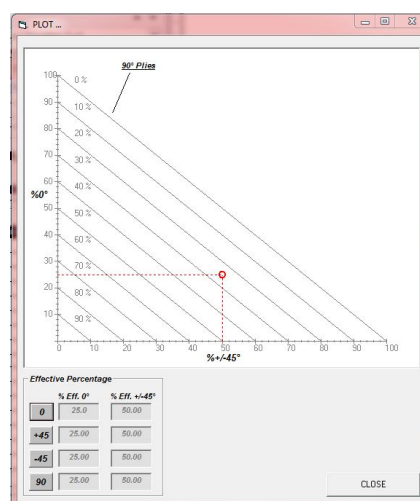 PLOT ...
90° Plies
100
0 %
90
10 %
80
20 %
70
30 %
60
40 %
%0°
50
50 %
40
60 %
30
70 %
20
80 %
10
90 %
0 10 20 30 40 50 60 70 80 90 100
%+/-45°
Effective Percentage
% Eff. 0° % Eff. +/-45°
0 25.0 50.00
+45 25.00 50.00
-45 25.00 50.00
90 25.00 50.00
CLOSE